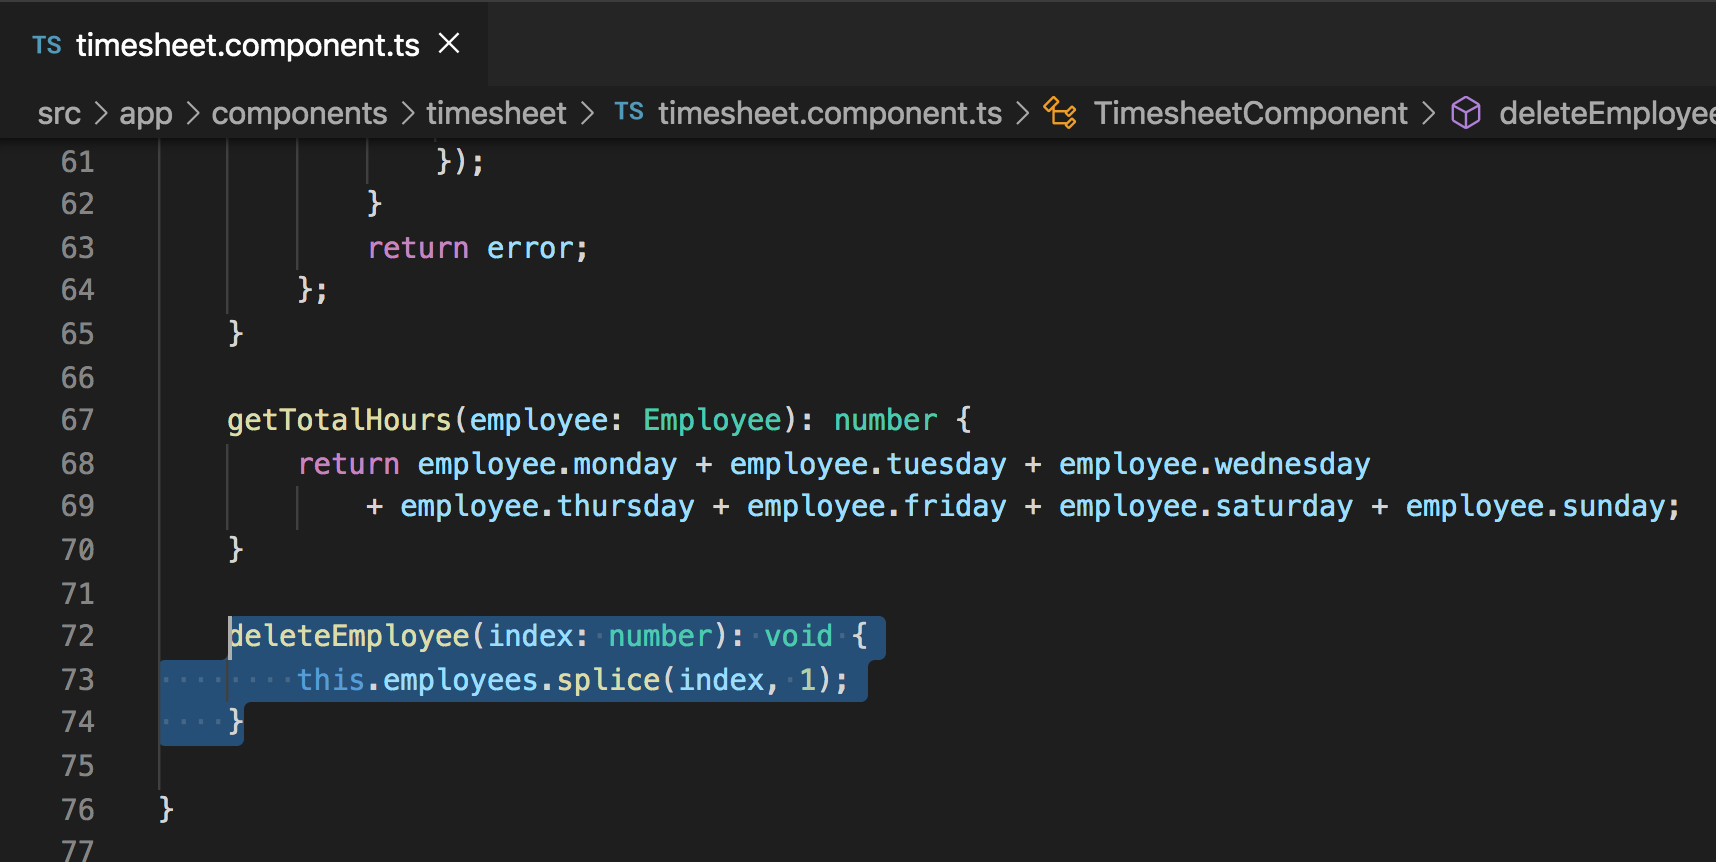 TS timesheet.component.ts ×
src > app > components > timesheet > TS timesheet.component.ts > TimesheetComponent > deleteEmployee
61 });
62 }
63 return error;
64 };
65 }
66
67 getTotalHours(employee: Employee): number {
68 return employee.monday + employee.tuesday + employee.wednesday
69 + employee.thursday + employee.friday + employee.saturday + employee.sunday;
70 }
71
72 deleteEmployee(index: number): void {
73 this.employees.splice(index, 1);
74 }
75
76 }
77